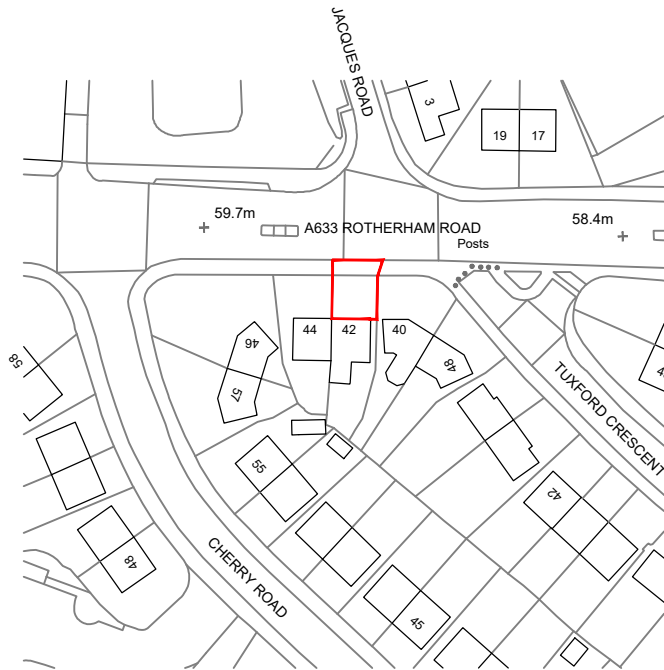 JACQUES ROAD
3
19
17
59.7m
A633 ROTHERHAM ROAD
58.4m
Posts
44
42
40
46
48
57
58
TUXFORD CRESCENT
55
42
48
CHERRY ROAD
45